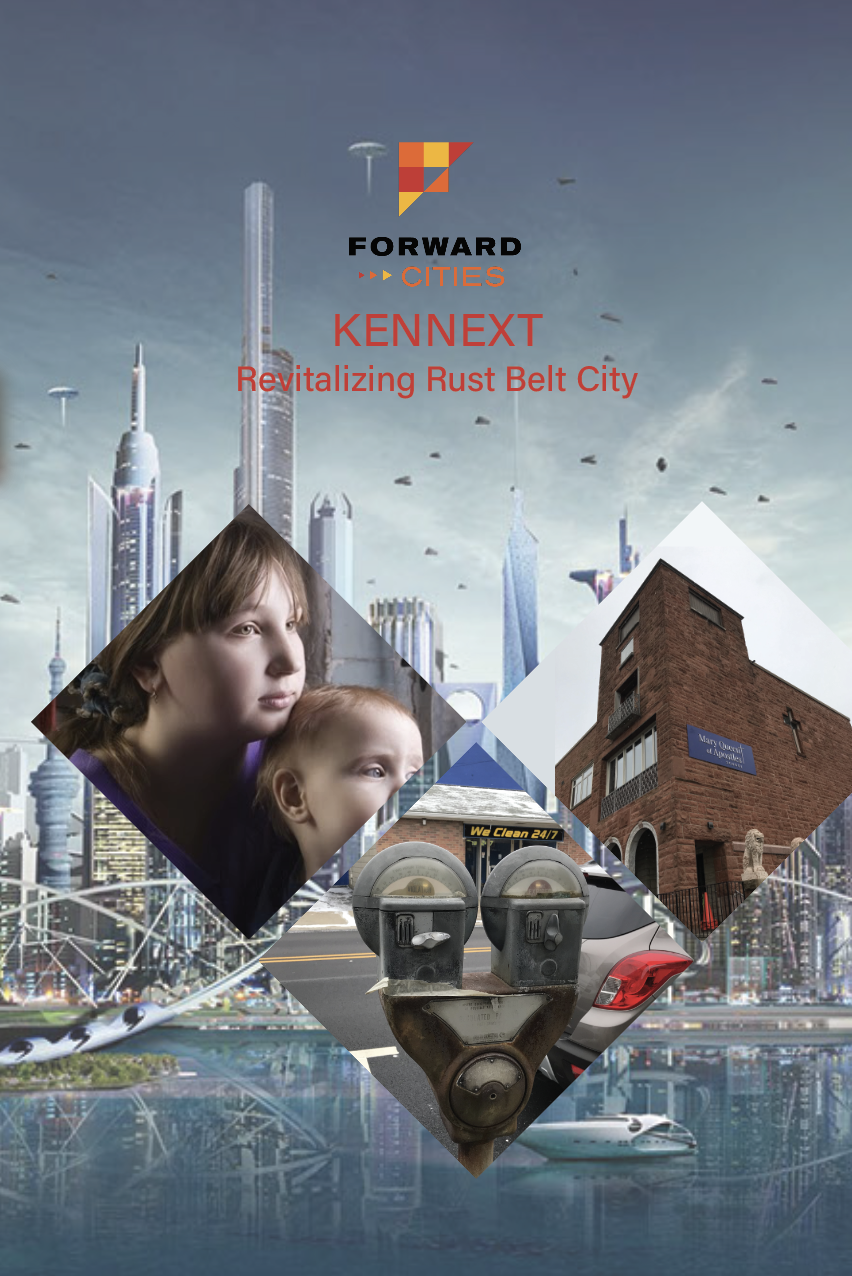 FORWARD
CITIES
KENNEXT
Revitalizing Rust Belt City
Mary Queen
of Apostles
We Clean 24/7